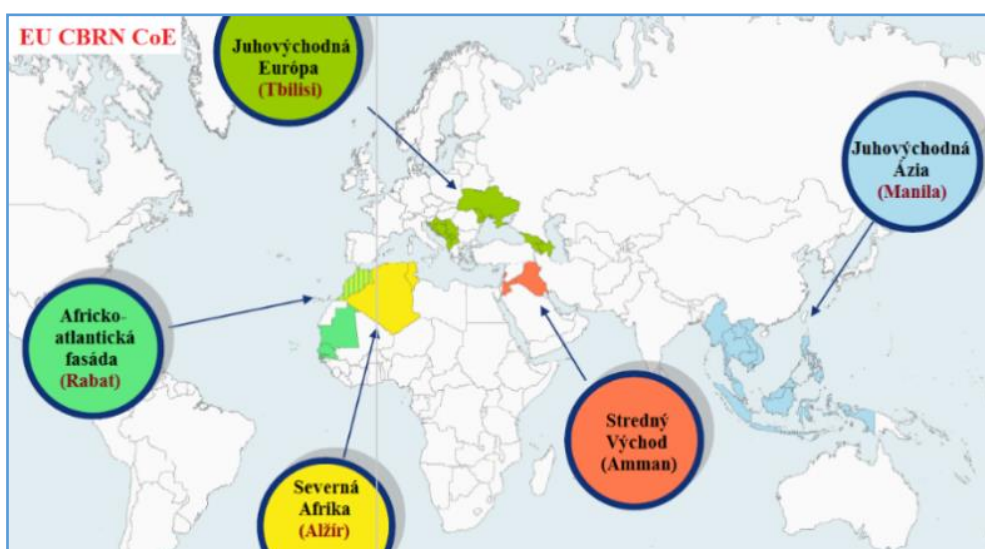 EU CBRN CoE
Juhovýchodná
Európa
(Tbilisi)
Juhovýchodná
Ázia
(Manila)
Africko-
atlantická
fasáda
(Rabat)
Stredný
Východ
(Amman)
Severná
Afrika
(Alžír)